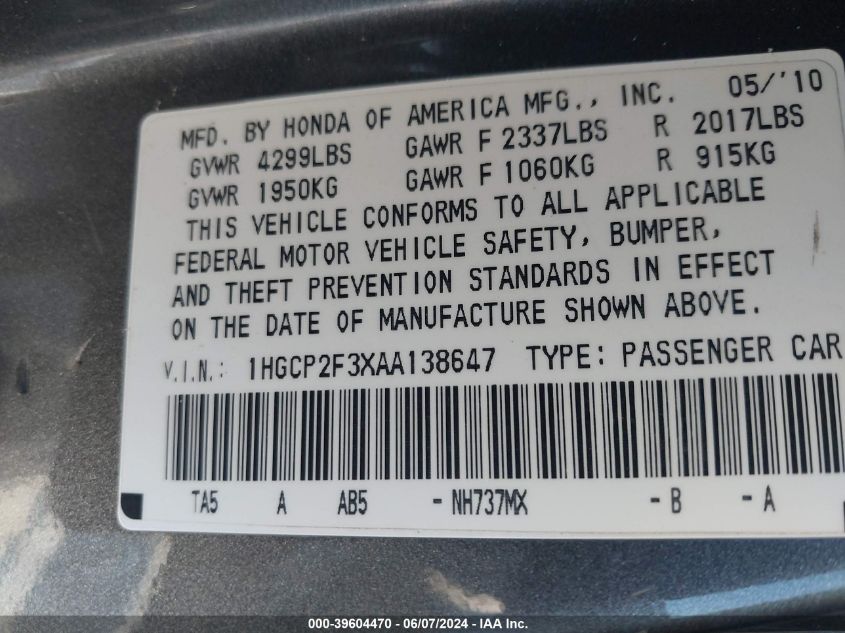 MFD. BY HONDA OF AMERICA MFG., INC. 05/'10
GVWR 4299LBS GAWR F 2337LBS R 2017LBS
GVWR 1950KG GAWR F 1060KG R 915KG
THIS VEHICLE CONFORMS TO ALL APPLICABLE
FEDERAL MOTOR VEHICLE SAFETY, BUMPER,
AND THEFT PREVENTION STANDARDS IN EFFECT
ON THE DATE OF MANUFACTURE SHOWN ABOVE.
V.I.N.: 1HGCP2F3XAA138647 TYPE: PASSENGER CAR
TA5 A AB5 - NH737MX - B - A
000-39604470 - 06/07/2024 - IAA Inc.